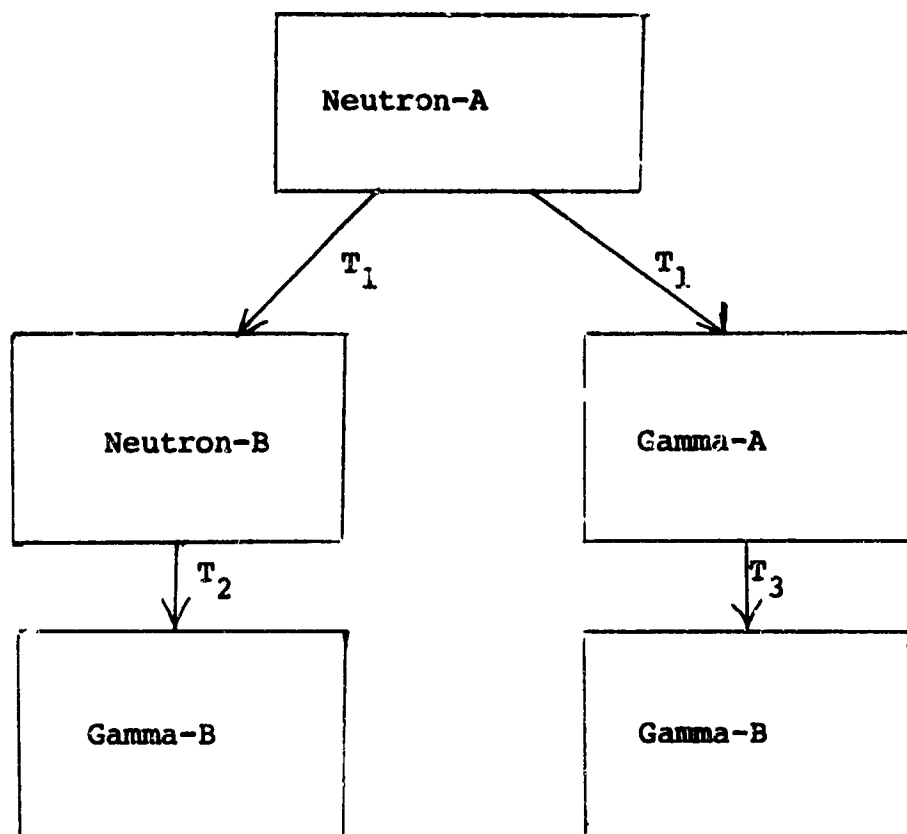 Neutron-A
T₁ T₁
Neutron-B Gamma-A
T₂ T₃
Gamma-B Gamma-B